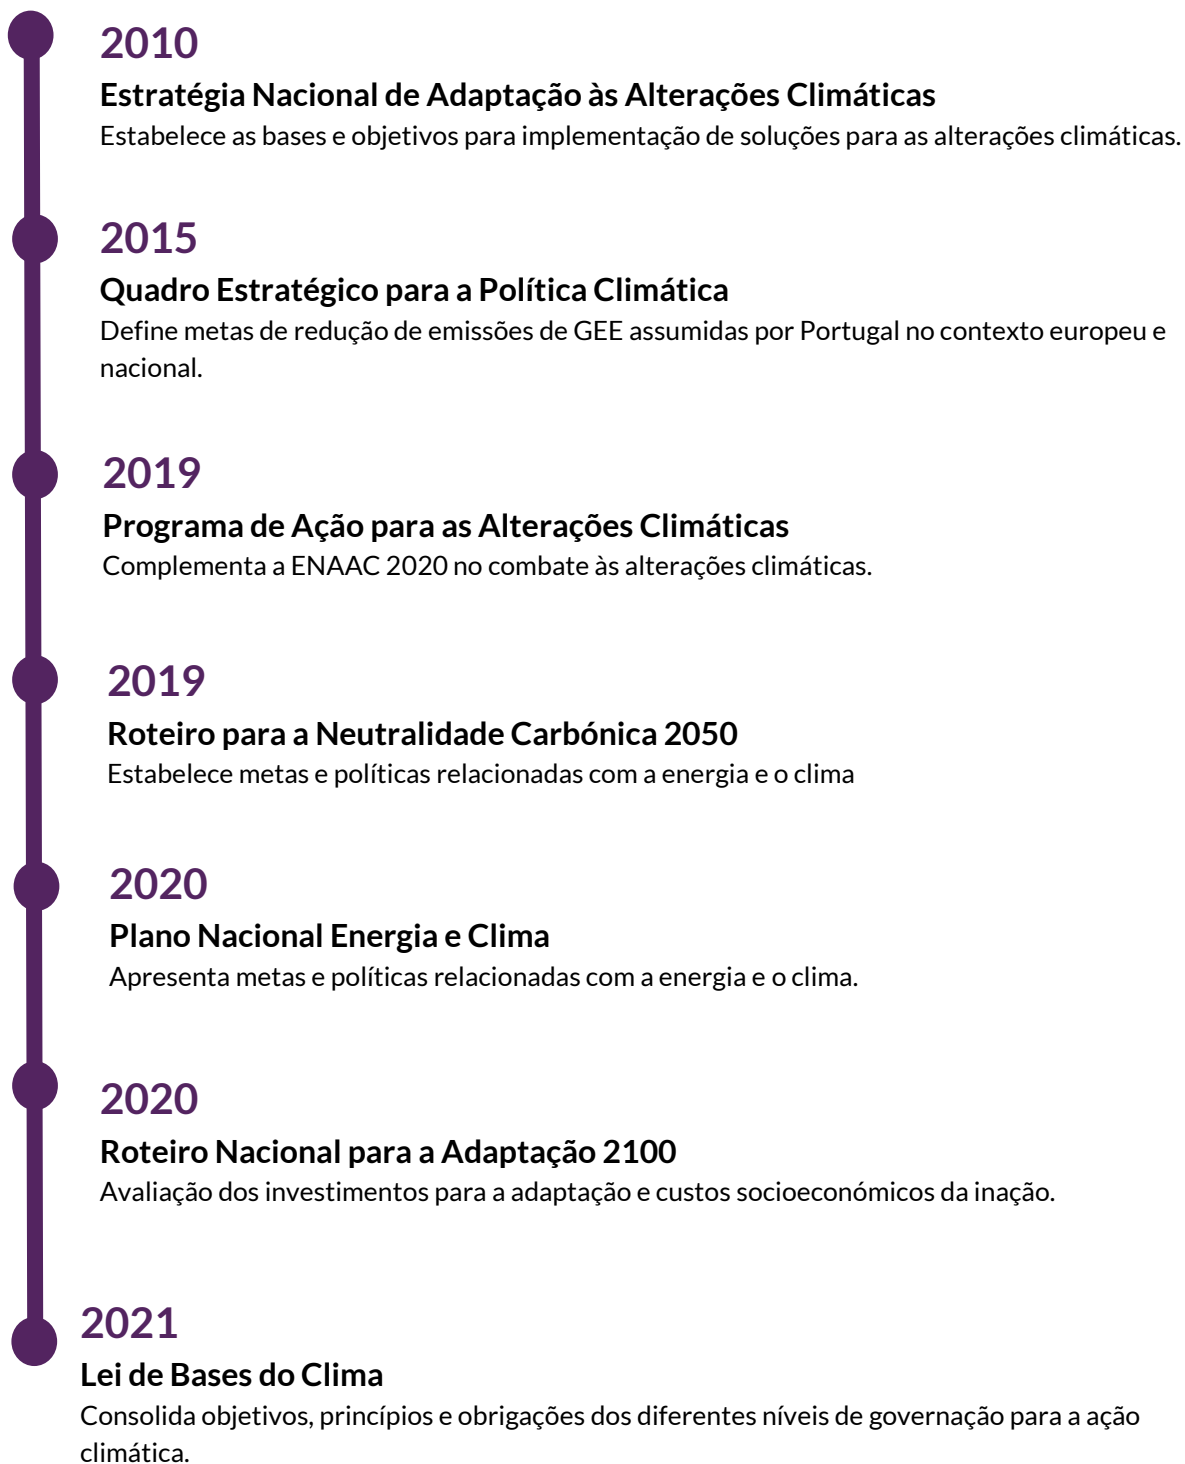 2010
Estratégia Nacional de Adaptação às Alterações Climáticas
Estabelece as bases e objetivos para implementação de soluções para as alterações climáticas.
2015
Quadro Estratégico para a Política Climática
Define metas de redução de emissões de GEE assumidas por Portugal no contexto europeu e
nacional.
2019
Programa de Ação para as Alterações Climáticas
Complementa a ENAAC 2020 no combate às alterações climáticas.
2019
Roteiro para a Neutralidade Carbónica 2050
Estabelece metas e políticas relacionadas com a energia e o clima
2020
Plano Nacional Energia e Clima
Apresenta metas e políticas relacionadas com a energia e o clima.
2020
Roteiro Nacional para a Adaptação 2100
Avaliação dos investimentos para a adaptação e custos socioeconómicos da inação.
2021
Lei de Bases do Clima
Consolida objetivos, princípios e obrigações dos diferentes níveis de governação para a ação
climática.